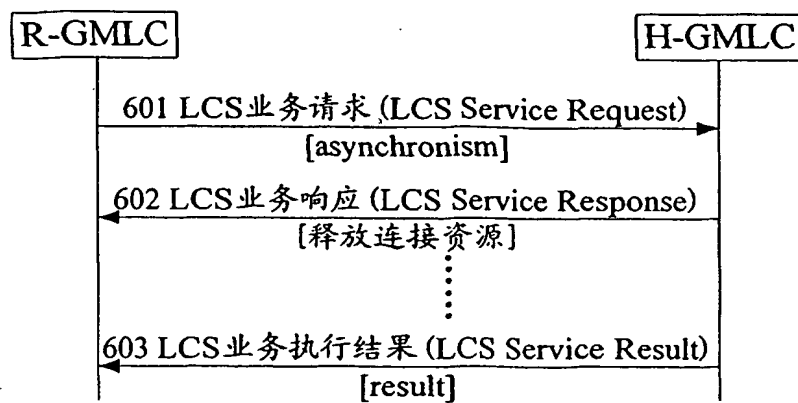 R-GMLC
H-GMLC
601 LCS业务请求 (LCS Service Request)
[asynchronism]
602 LCS业务响应 (LCS Service Response)
[释放连接资源]
603 LCS业务执行结果 (LCS Service Result)
[result]